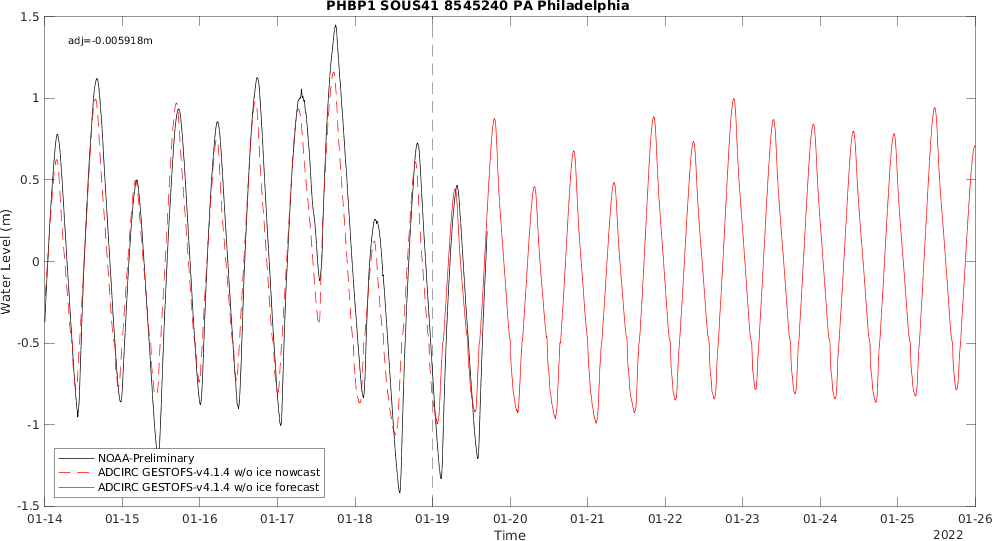 PHBP1 SOUS41 8545240 PA Philadelphia
adj=-0.005918m
1.5
1
0.5
0
-0.5
-1
-1.5
Water Level (m)
NOAA-Preliminary
ADCIRC GESTOFS-v4.1.4 w/o ice nowcast
ADCIRC GESTOFS-v4.1.4 w/o ice forecast
01-14 01-15 01-16 01-17 01-18 01-19 01-20 01-21 01-22 01-23 01-24 01-25 01-26
Time
2022